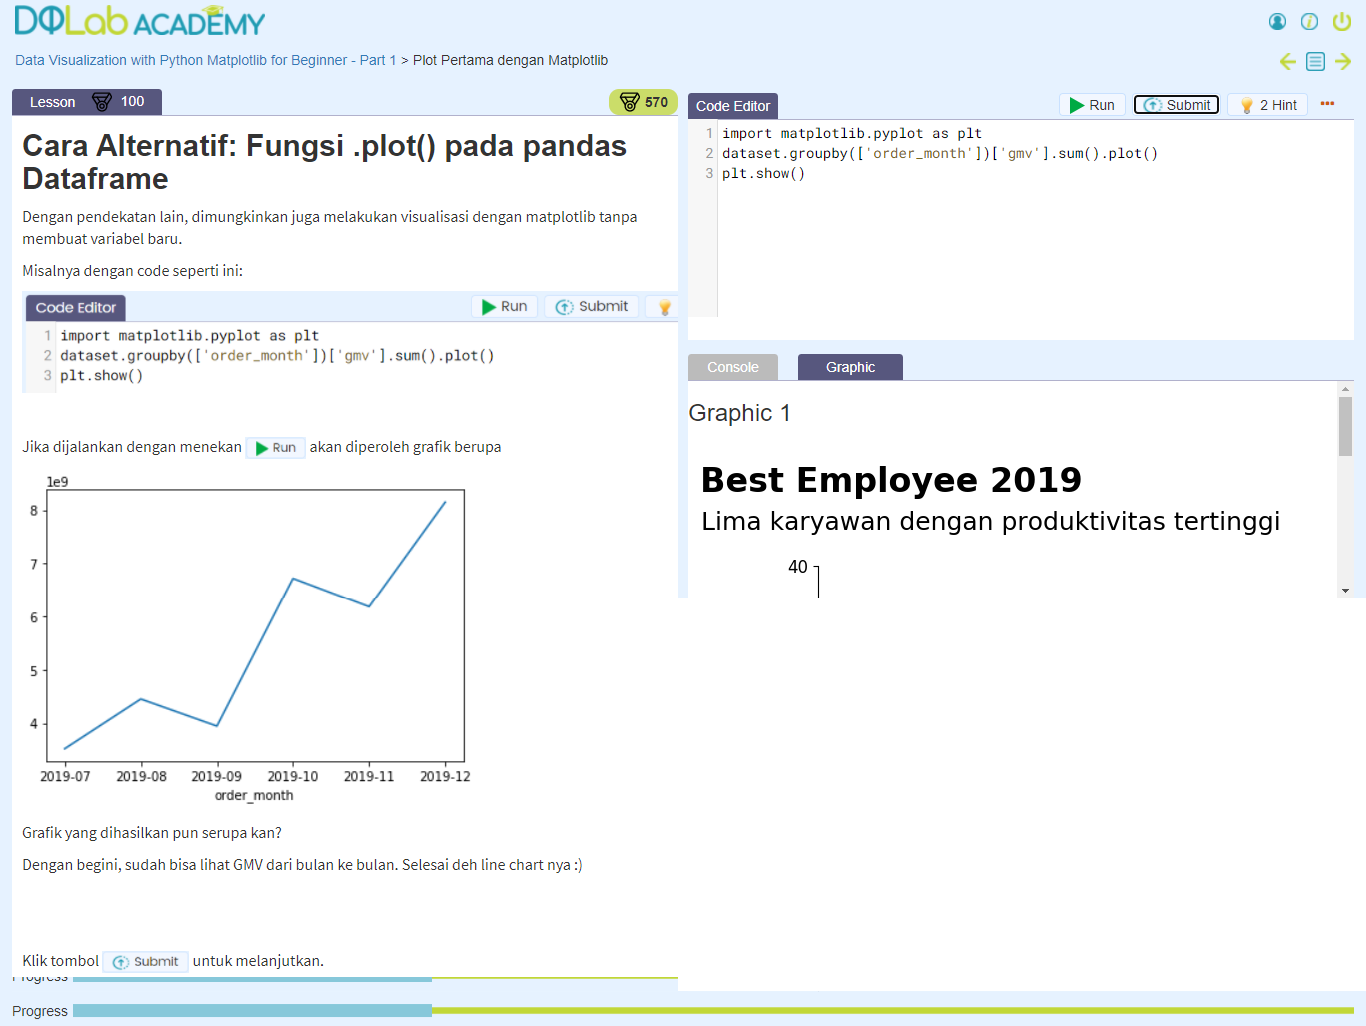 DQLab ACADEMY
Data Visualization with Python Matplotlib for Beginner - Part 1 > Plot Pertama dengan Matplotlib
Lesson 100
570
Cara Alternatif: Fungsi .plot() pada pandas
Dataframe
Dengan pendekatan lain, dimungkinkan juga melakukan visualisasi dengan matplotlib tanpa
membuat variabel baru.
Misalnya dengan code seperti ini:
Code Editor Run Submit
1 import matplotlib.pyplot as plt
2 dataset.groupby(['order_month'])['gmv'].sum().plot()
3 plt.show()
Jika dijalankan dengan menekan Run akan diperoleh grafik berupa
1e9
8
7
6
5
4
2019-07 2019-08 2019-09 2019-10 2019-11 2019-12
order_month
Grafik yang dihasilkan pun serupa kan?
Dengan begini, sudah bisa lihat GMV dari bulan ke bulan. Selesai deh line chart nya :)
Klik tombol Submit untuk melanjutkan.
Progress
Progress
Code Editor Run Submit 2 Hint
1 import matplotlib.pyplot as plt
2 dataset.groupby(['order_month'])['gmv'].sum().plot()
3 plt.show()
Console Graphic
Graphic 1
Best Employee 2019
Lima karyawan dengan produktivitas tertinggi
40